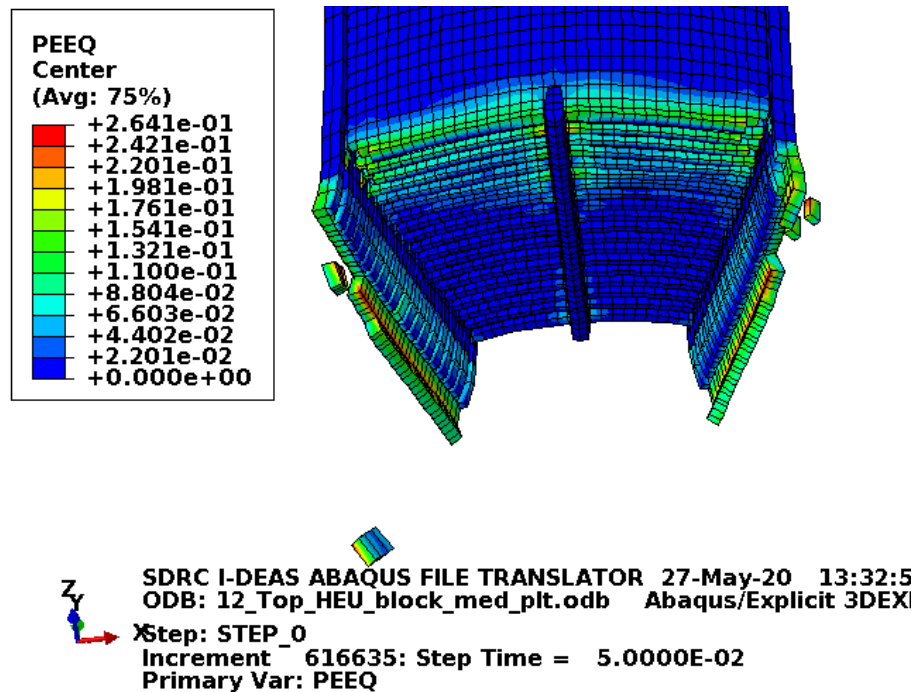 PEEQ
Center
(Avg: 75%)
+2.641e-01
+2.421e-01
+2.201e-01
+1.981e-01
+1.761e-01
+1.541e-01
+1.321e-01
+1.100e-01
+8.804e-02
+6.603e-02
+4.402e-02
+2.201e-02
+0.000e+00
Z
Y
X
SDRC I-DEAS ABAQUS FILE TRANSLATOR 27-May-20 13:32:5
ODB: 12_Top_HEU_block_med_plt.odb Abaqus/Explicit 3DEX
Step: STEP_0
Increment 616635: Step Time = 5.0000E-02
Primary Var: PEEQ